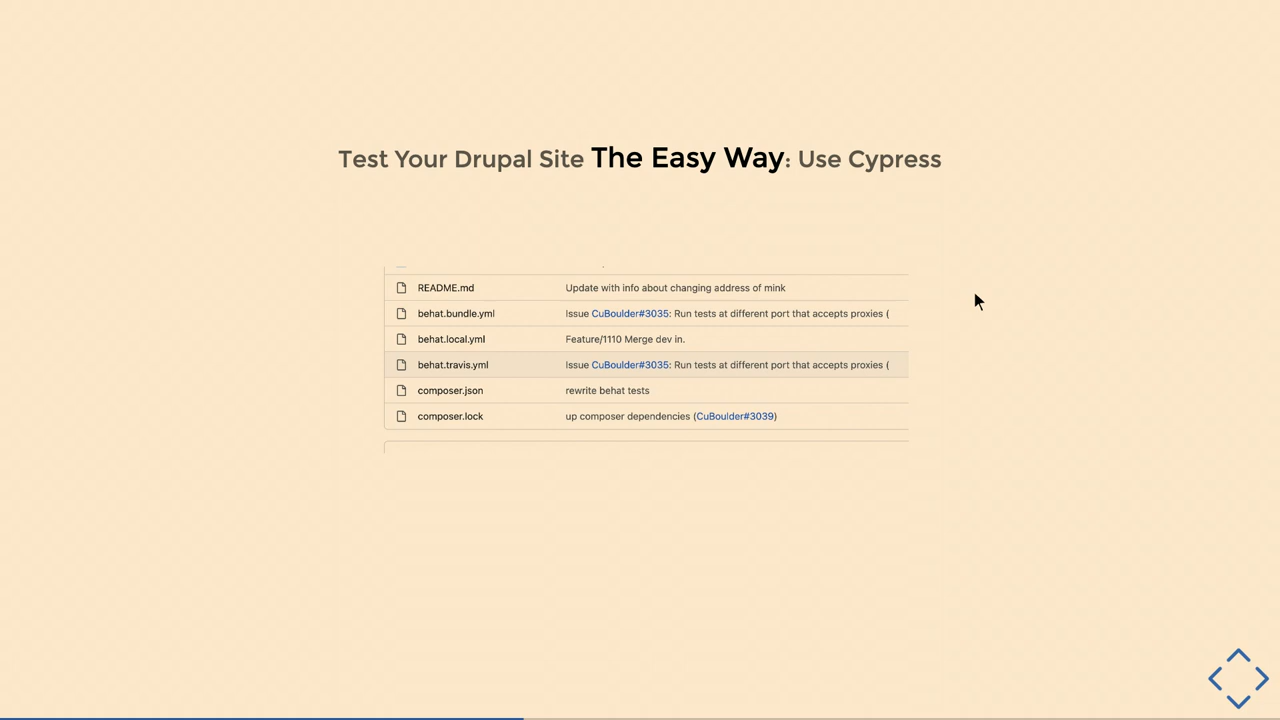 Test Your Drupal Site The Easy Way: Use Cypress
README.md Update with info about changing address of mink
behat.bundle.yml Issue CuBoulder#3035: Run tests at different port that accepts proxies (
behat.local.yml Feature/1110 Merge dev in.
behat.travis.yml Issue CuBoulder#3035: Run tests at different port that accepts proxies (
composer.json rewrite behat tests
composer.lock up composer dependencies (CuBoulder#3039)